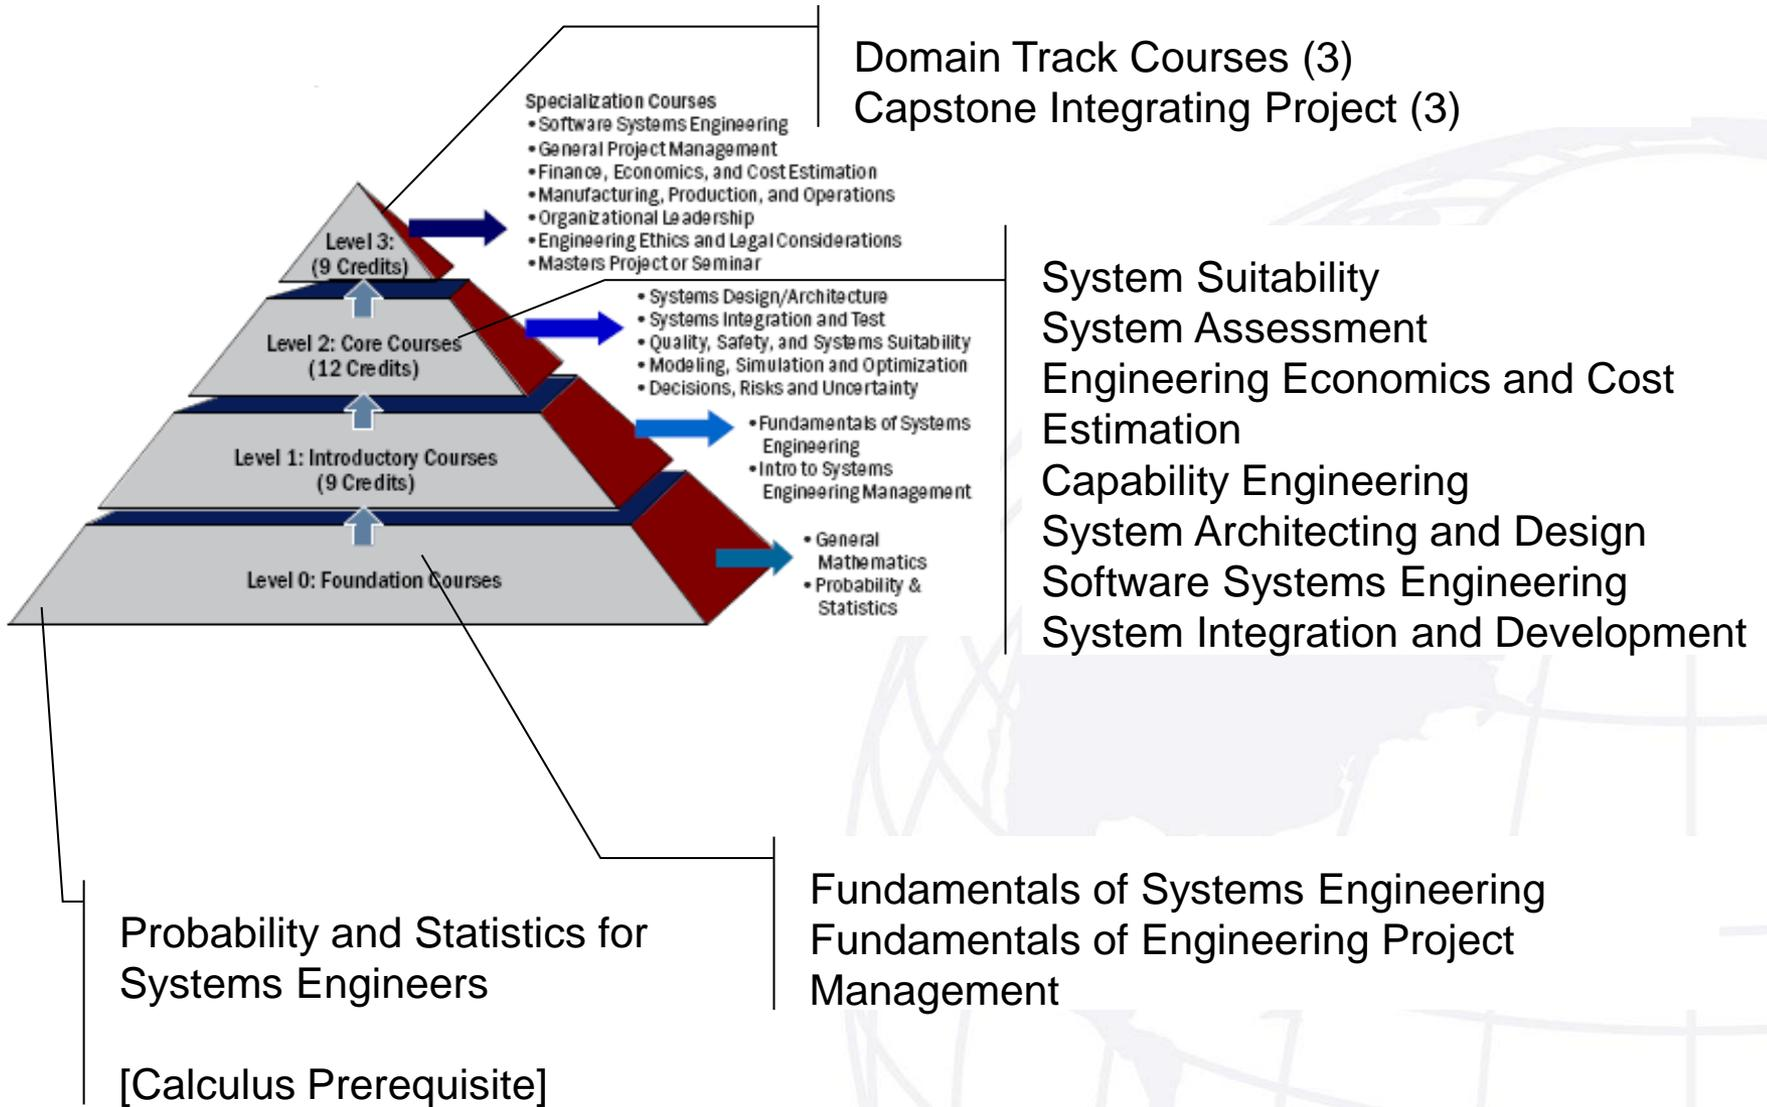 Domain Track Courses (3)
Capstone Integrating Project (3)
Specialization Courses
• Software Systems Engineering
• General Project Management
• Finance, Economics, and Cost Estimation
• Manufacturing, Production, and Operations
• Organizational Leadership
• Engineering Ethics and Legal Considerations
• Masters Project or Seminar
Level 3:
(9 Credits)
• Systems Design/Architecture
• Systems Integration and Test
• Quality, Safety, and Systems Suitability
• Modeling, Simulation and Optimization
• Decisions, Risks and Uncertainty
Level 2: Core Courses
(12 Credits)
• Fundamentals of Systems
Engineering
• Intro to Systems
Engineering Management
Level 1: Introductory Courses
(9 Credits)
• General
Mathematics
• Probability &
Statistics
Level 0: Foundation Courses
System Suitability
System Assessment
Engineering Economics and Cost
Estimation
Capability Engineering
System Architecting and Design
Software Systems Engineering
System Integration and Development
Probability and Statistics for
Systems Engineers
[Calculus Prerequisite]
Fundamentals of Systems Engineering
Fundamentals of Engineering Project
Management